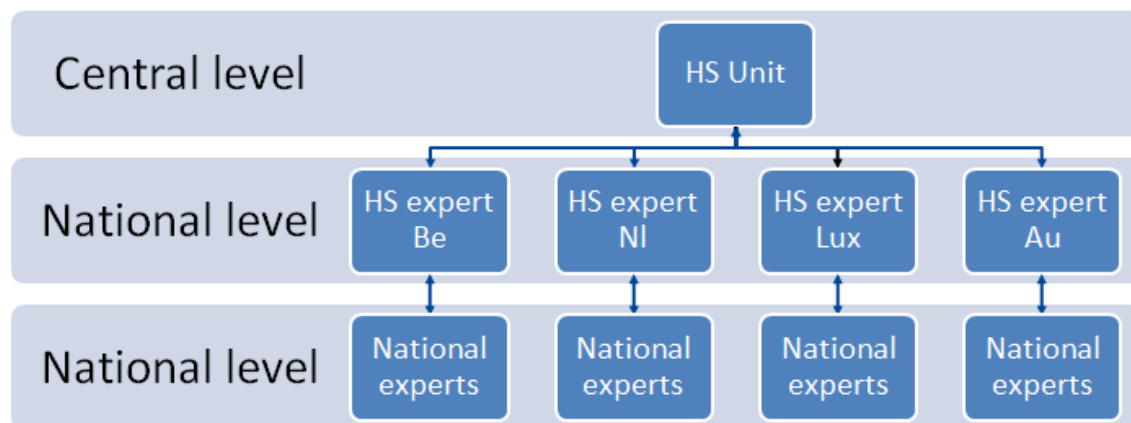 Central level
HS Unit
National level
HS expert
Be
HS expert
Nl
HS expert
Lux
HS expert
Au
National level
National
experts
National
experts
National
experts
National
experts